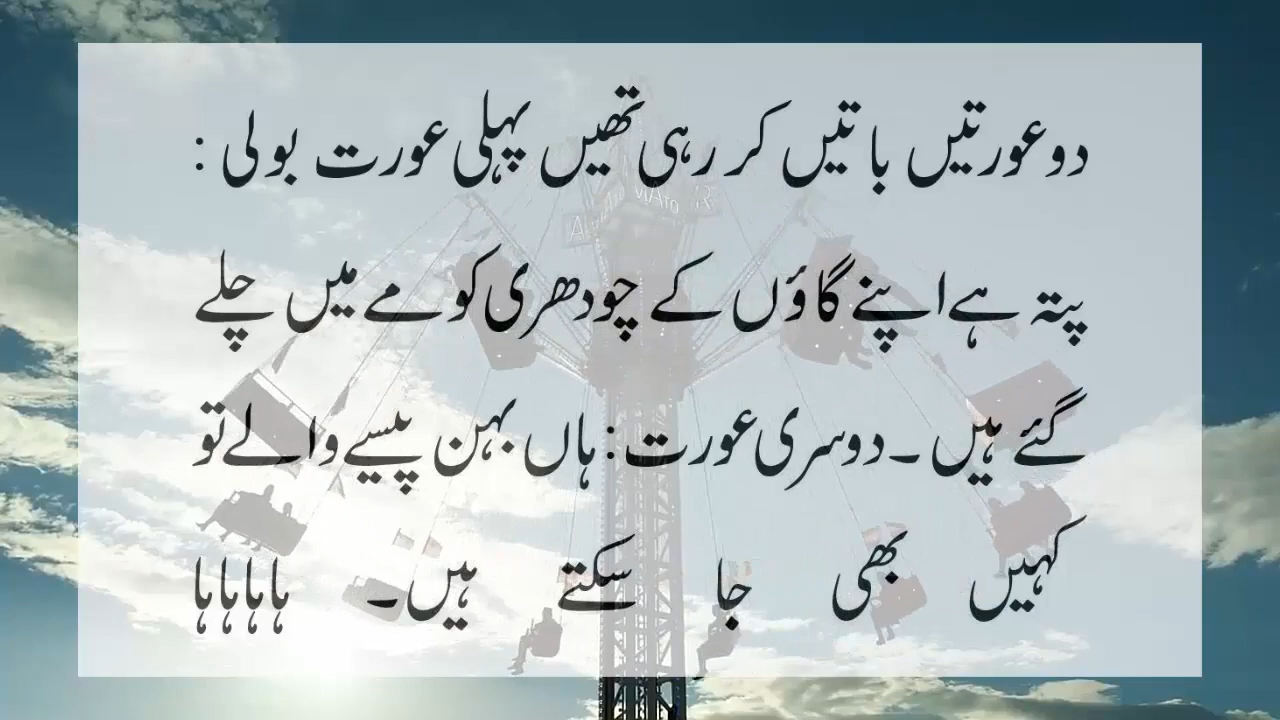 دو عورتیں باتیں کر رہی تھیں پہلی عورت بولی :
پتہ ہے اپنے گاؤں کے چودھری کومے میں چلے
گئے ہیں ۔ دوسری عورت : ہاں بہن پیسے والے تو
کہیں بھی جا سکتے ہیں۔ ہاہاہاہا